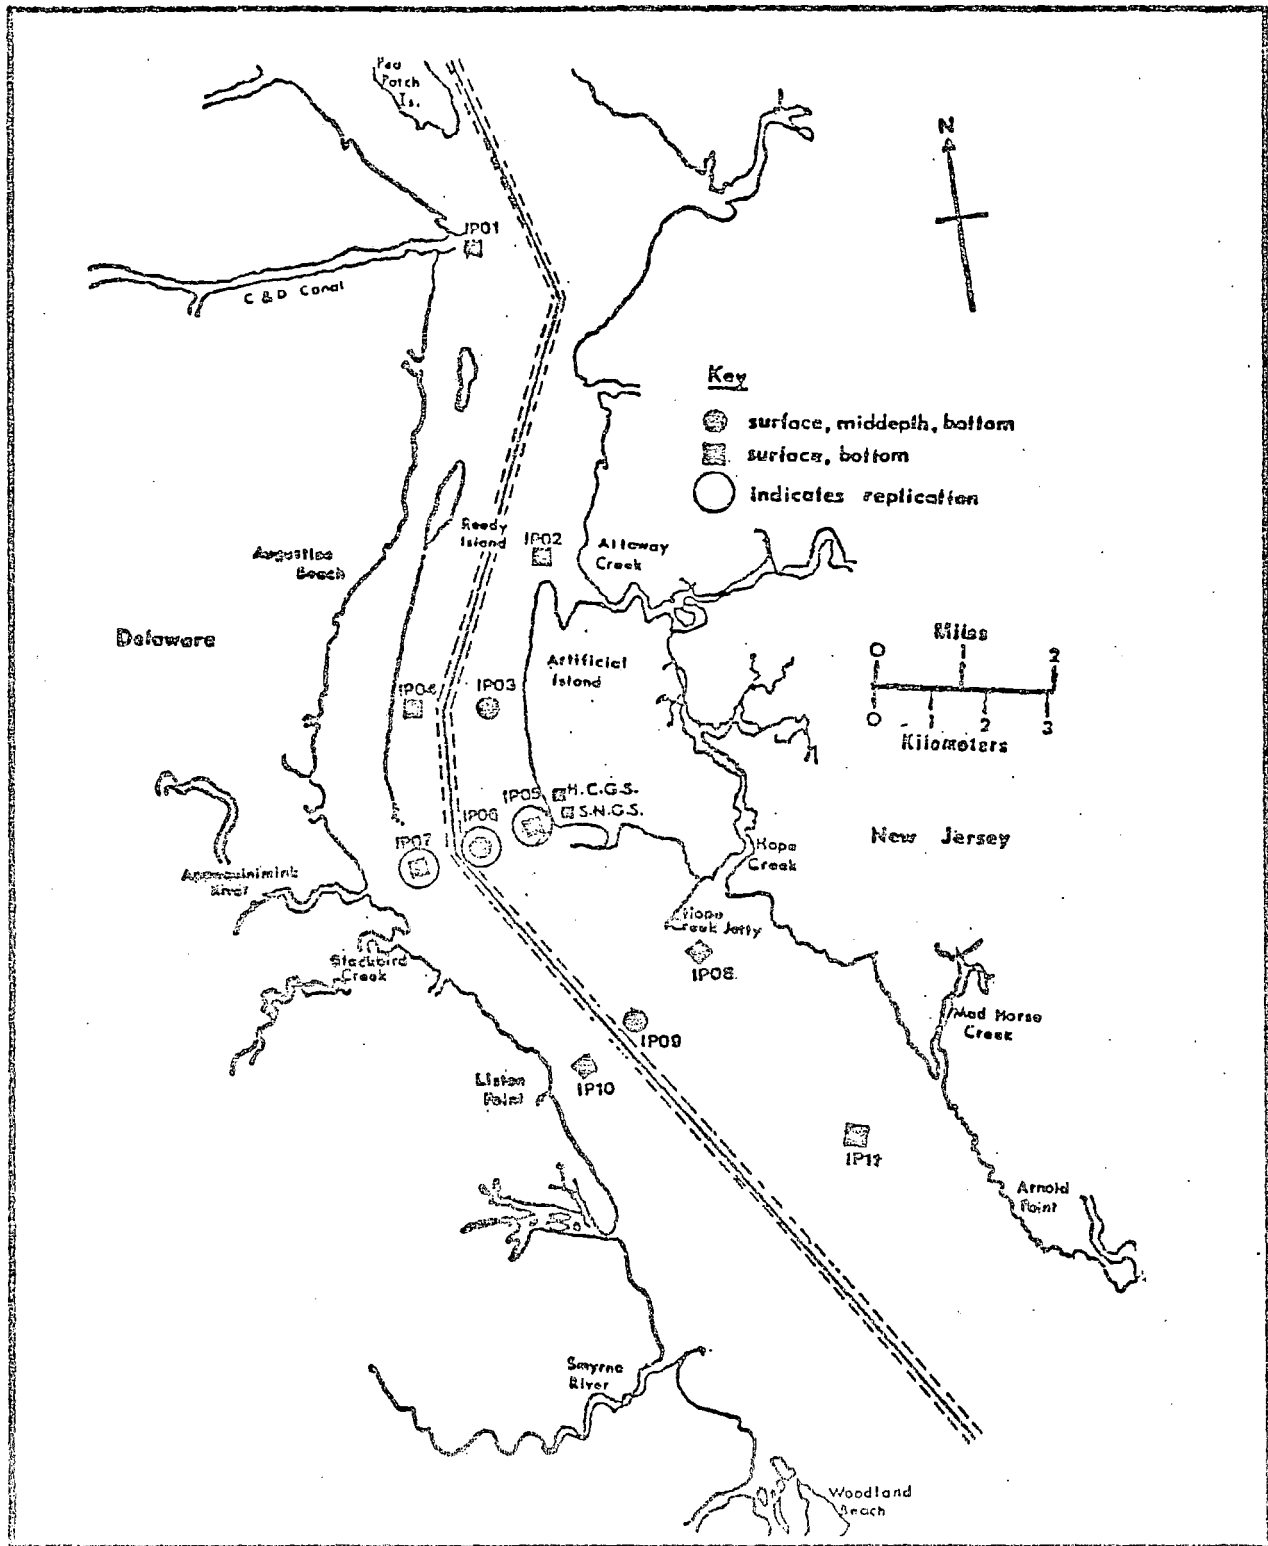 Patch
Is.
N
IP01
C & D Canal
Key
surface, middepth, bottom
surface, bottom
indicates replication
Reedy
Island
IP02
Alloway
Creek
Augustine
Beach
Delaware
Miles
0 1 2
0 1 2 3
Kilometers
Artificial
Island
IP04
IP03
H.C.G.S.
S.N.G.S.
IP05
IP06
IP07
Hope
Creek
New Jersey
Appoquinimink
River
Hope
Creek Jetty
IP08
Blackbird
Creek
Mad Horse
Creek
IP09
IP10
Liston
Point
IP11
Arnold
Point
Smyrna
River
Woodland
Beach